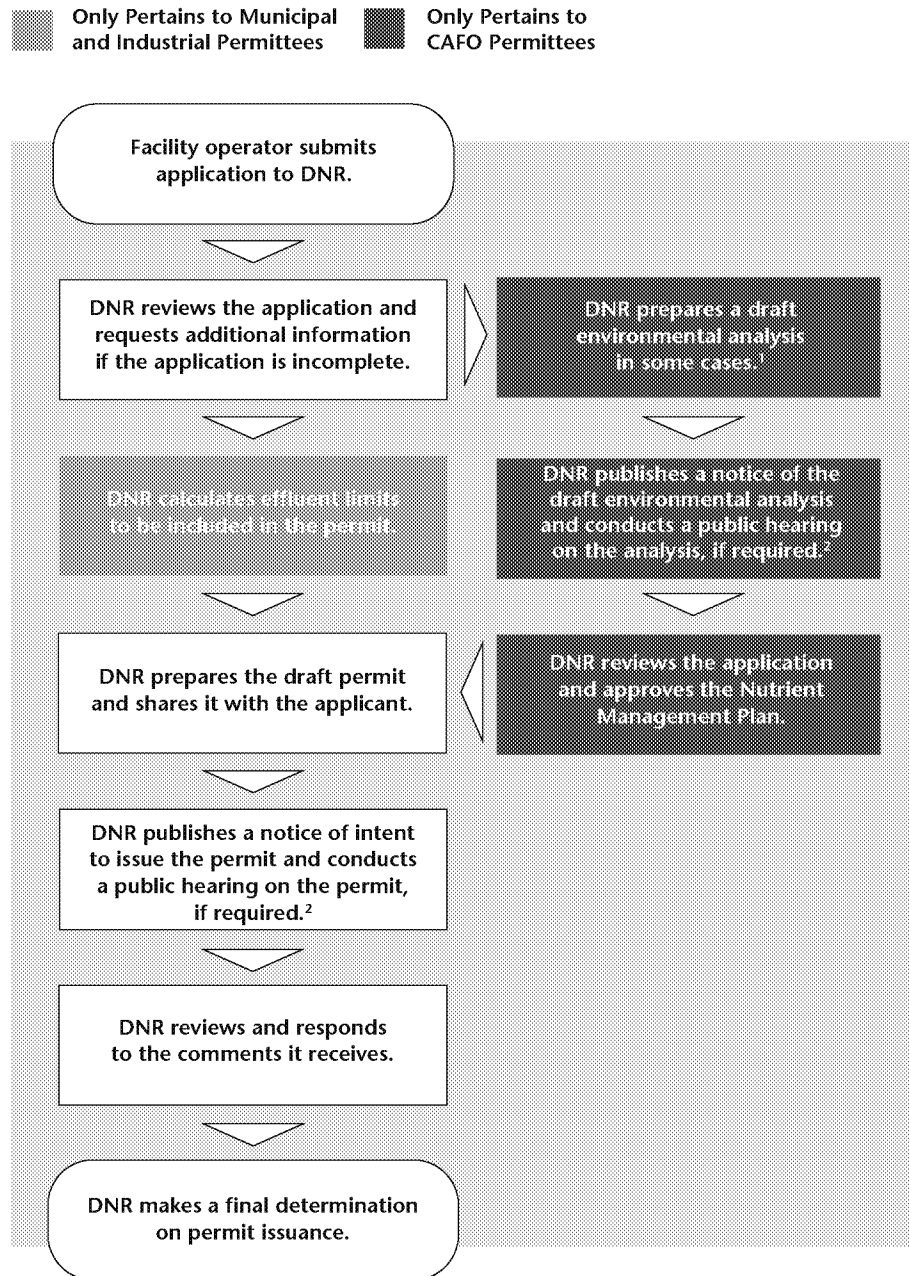 Only Pertains to Municipal
and Industrial Permittees
Only Pertains to
CAFO Permittees
Facility operator submits
application to DNR.
DNR reviews the application and
requests additional information
if the application is incomplete.
DNR prepares a draft
environmental analysis
in some cases.¹
DNR calculates effluent limits
to be included in the permit.
DNR publishes a notice of the
draft environmental analysis
and conducts a public hearing
on the analysis, if required.²
DNR prepares the draft permit
and shares it with the applicant.
DNR reviews the application
and approves the Nutrient
Management Plan.
DNR publishes a notice of intent
to issue the permit and conducts
a public hearing on the permit,
if required.²
DNR reviews and responds
to the comments it receives.
DNR makes a final determination
on permit issuance.